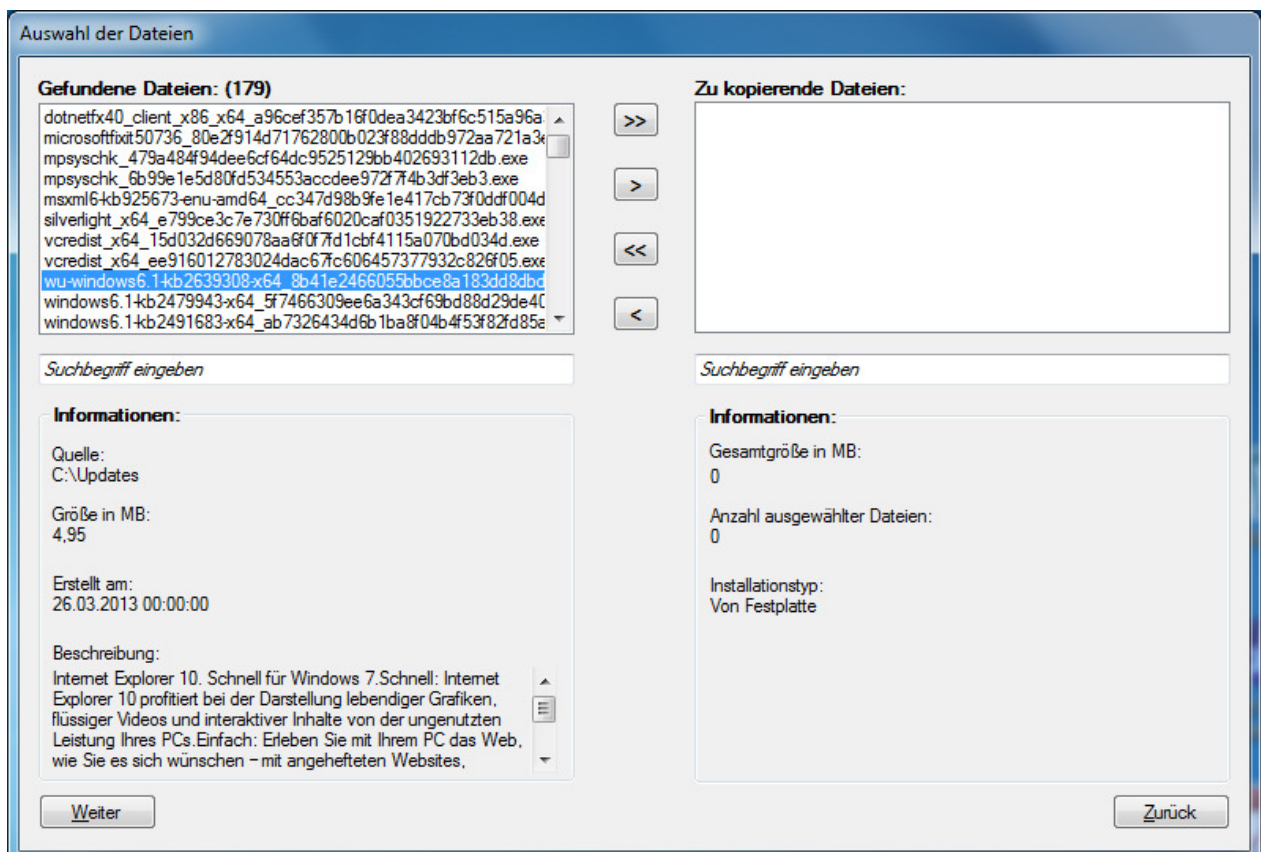 Auswahl der Dateien
Gefundene Dateien: (179)
dotnetfx40_client_x86_x64_a96cef357b16f0dea3423bf6c515a96a
microsoftfixit50736_80e2f914d71762800b023f88dddb972aa721a3e
mpsyschk_479a484f94dee6cf64dc9525129bb402693112db.exe
mpsyschk_6b99e1e5d80fd534553accdee972f7f4b3df3eb3.exe
msxml6-kb925673-enu-amd64_cc347d98b9fe1e417cb73f0ddf004d
silverlight_x64_e799ce3c7e730ff6baf6020caf0351922733eb38.exe
vcredist_x64_15d032d669078aa6f0f7fd1cbf4115a070bd034d.exe
vcredist_x64_ee916012783024dac67fc606457377932c826f05.exe
wu-windows6.1-kb2639308-x64_8b41e2466055bbce8a183dd8dbd
windows6.1-kb2479943-x64_5f7466309ee6a343cf69bd88d29de40
windows6.1-kb2491683-x64_ab7326434d6b1ba8f04b4f53f82fd85a
Suchbegriff eingeben
Informationen:
Quelle:
C:\Updates
Größe in MB:
4,95
Erstellt am:
26.03.2013 00:00:00
Beschreibung:
Internet Explorer 10. Schnell für Windows 7.Schnell: Internet
Explorer 10 profitiert bei der Darstellung lebendiger Grafiken,
flüssiger Videos und interaktiver Inhalte von der ungenutzten
Leistung Ihres PCs.Einfach: Erleben Sie mit Ihrem PC das Web,
wie Sie es sich wünschen – mit angehefteten Websites,
Weiter
>>
>
<<
<
Zu kopierende Dateien:
Suchbegriff eingeben
Informationen:
Gesamtgröße in MB:
0
Anzahl ausgewählter Dateien:
0
Installationstyp:
Von Festplatte
Zurück